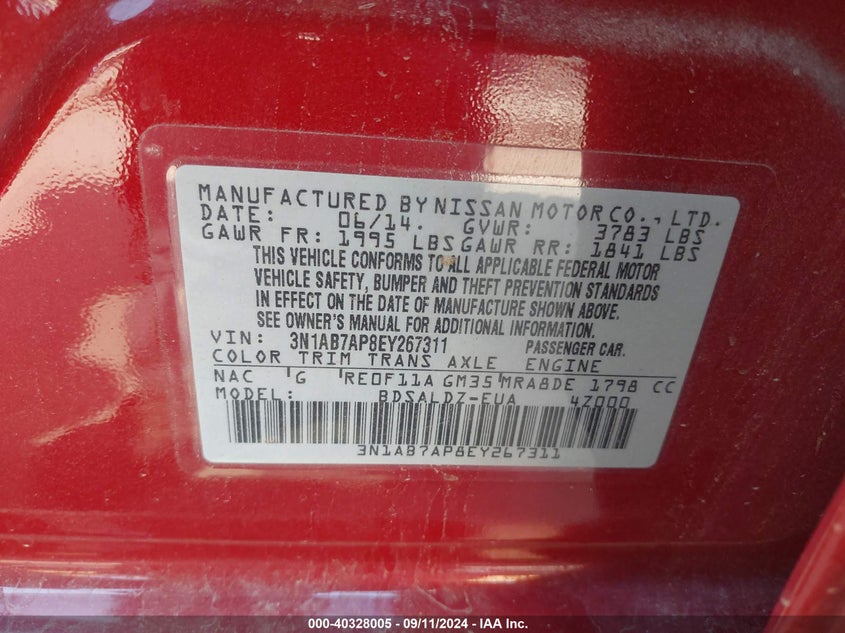 MANUFACTURED BY NISSAN MOTOR CO., LTD.
DATE: 06/14. GVWR: 3783 LBS
GAWR FR: 1995 LBS GAWR RR: 1841 LBS
THIS VEHICLE CONFORMS TO ALL APPLICABLE FEDERAL MOTOR
VEHICLE SAFETY, BUMPER AND THEFT PREVENTION STANDARDS
IN EFFECT ON THE DATE OF MANUFACTURE SHOWN ABOVE.
SEE OWNER'S MANUAL FOR ADDITIONAL INFORMATION.
VIN: 3N1AB7AP8EY267311 PASSENGER CAR.
COLOR TRIM TRANS AXLE ENGINE
NAC G RE0F11A GM35 MRA8DE 1798 CC
MODEL: BDSALDZ-EUA 4Z000
3N1AB7AP8EY267311
000-40328005 - 09/11/2024 - IAA Inc.